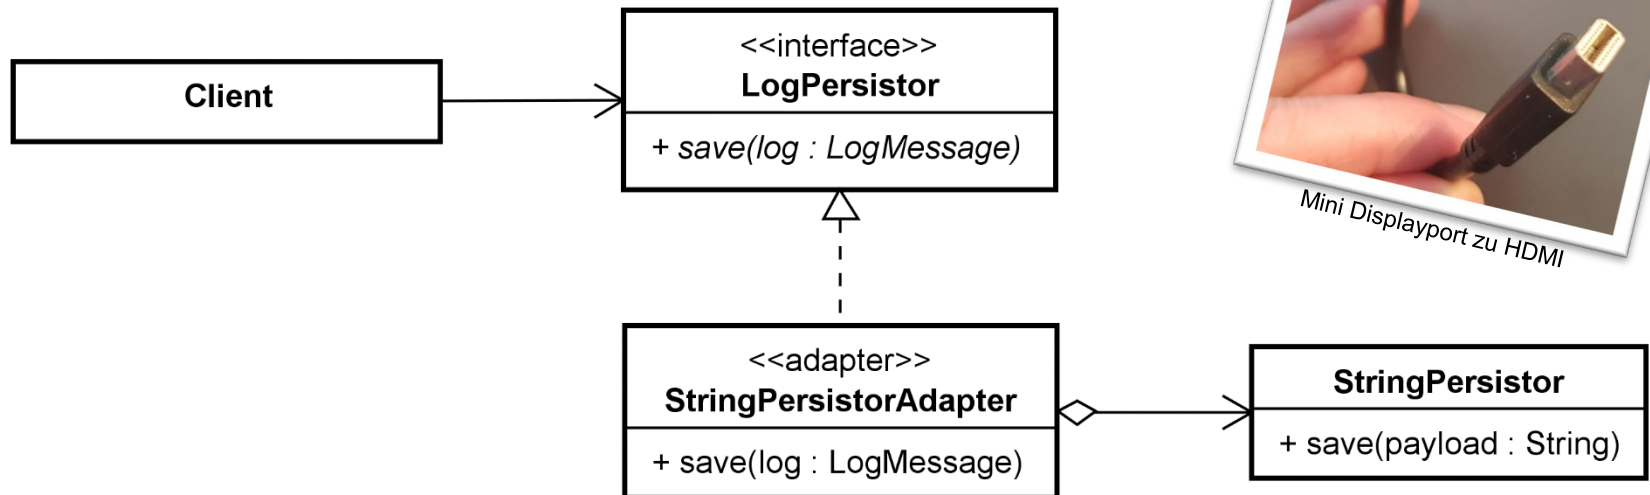 Client
<<interface>>
LogPersistor
+ save(log : LogMessage)
Mini Displayport zu HDMI
<<adapter>>
StringPersistorAdapter
+ save(log : LogMessage)
StringPersistor
+ save(payload : String)